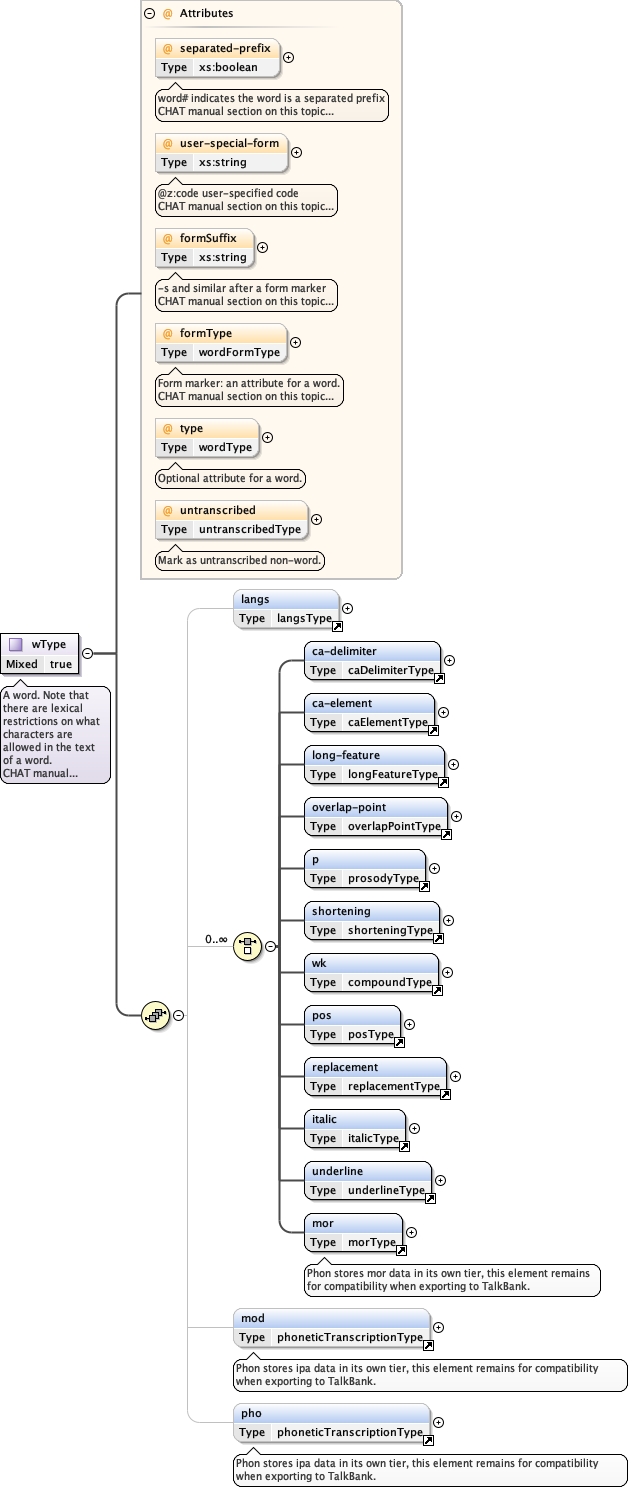 @ Attributes
@ separated-prefix
Type xs:boolean
word# indicates the word is a separated prefix
CHAT manual section on this topic...
@ user-special-form
Type xs:string
@z:code user-specified code
CHAT manual section on this topic...
@ formSuffix
Type xs:string
-s and similar after a form marker
CHAT manual section on this topic...
@ formType
Type wordFormType
Form marker: an attribute for a word.
CHAT manual section on this topic...
@ type
Type wordType
Optional attribute for a word.
@ untranscribed
Type untranscribedType
Mark as untranscribed non-word.
wType
Mixed true
A word. Note that
there are lexical
restrictions on what
characters are
allowed in the text
of a word.
CHAT manual...
langs
Type langsType
0..∞
ca-delimiter
Type caDelimiterType
ca-element
Type caElementType
long-feature
Type longFeatureType
overlap-point
Type overlapPointType
p
Type prosodyType
shortening
Type shorteningType
wk
Type compoundType
pos
Type posType
replacement
Type replacementType
italic
Type italicType
underline
Type underlineType
mor
Type morType
Phon stores mor data in its own tier, this element remains
for compatibility when exporting to TalkBank.
mod
Type phoneticTranscriptionType
Phon stores ipa data in its own tier, this element remains for compatibility
when exporting to TalkBank.
pho
Type phoneticTranscriptionType
Phon stores ipa data in its own tier, this element remains for compatibility
when exporting to TalkBank.